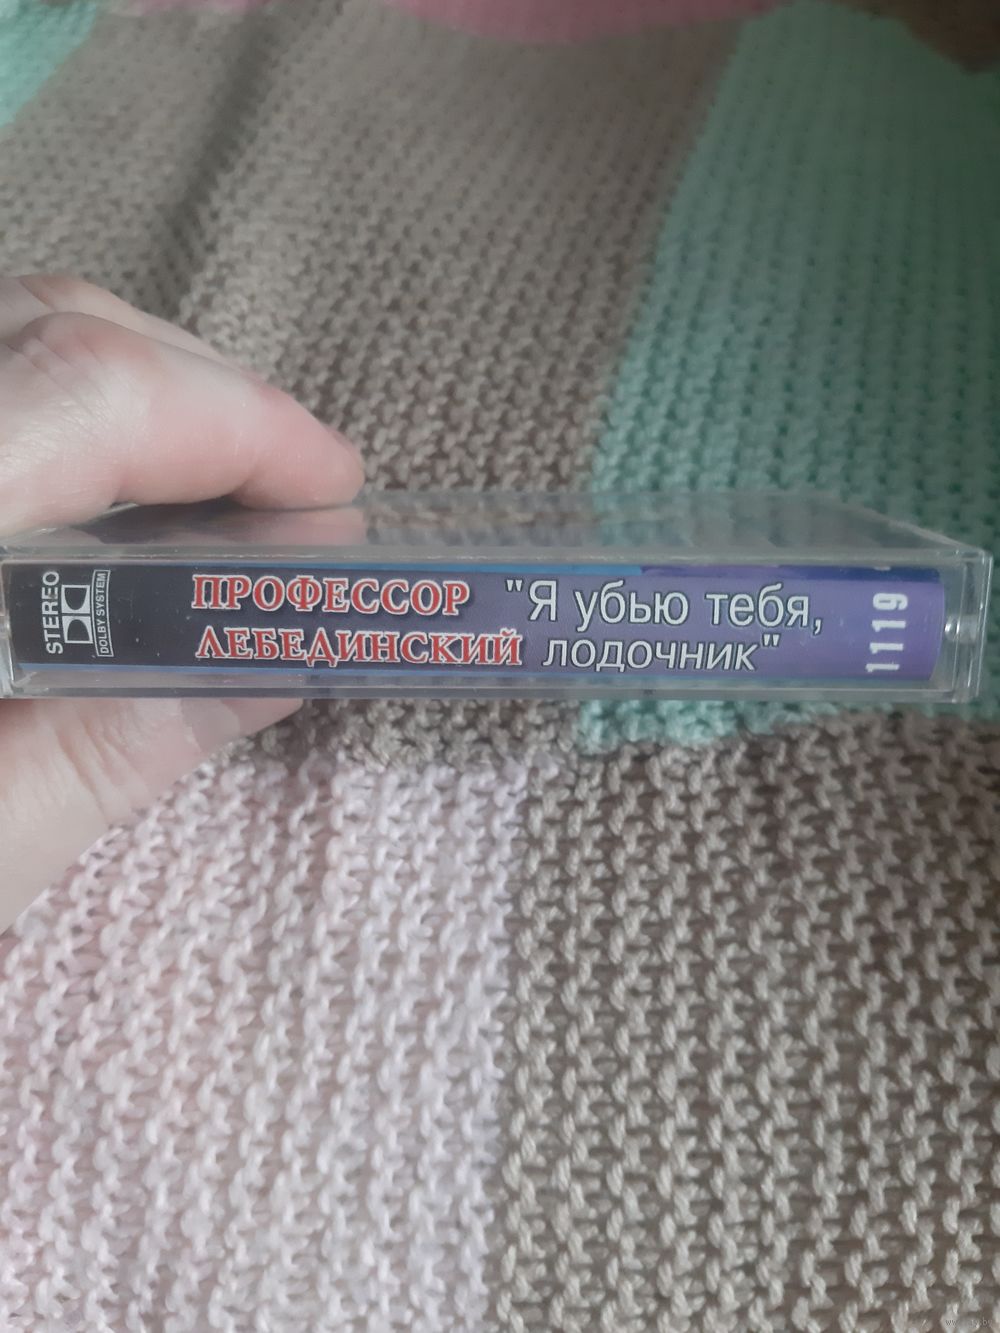 STEREO
DOLBY SYSTEM
ПРОФЕССОР
ЛЕБЕДИНСКИЙ
"Я убью тебя,
лодочник"
1119